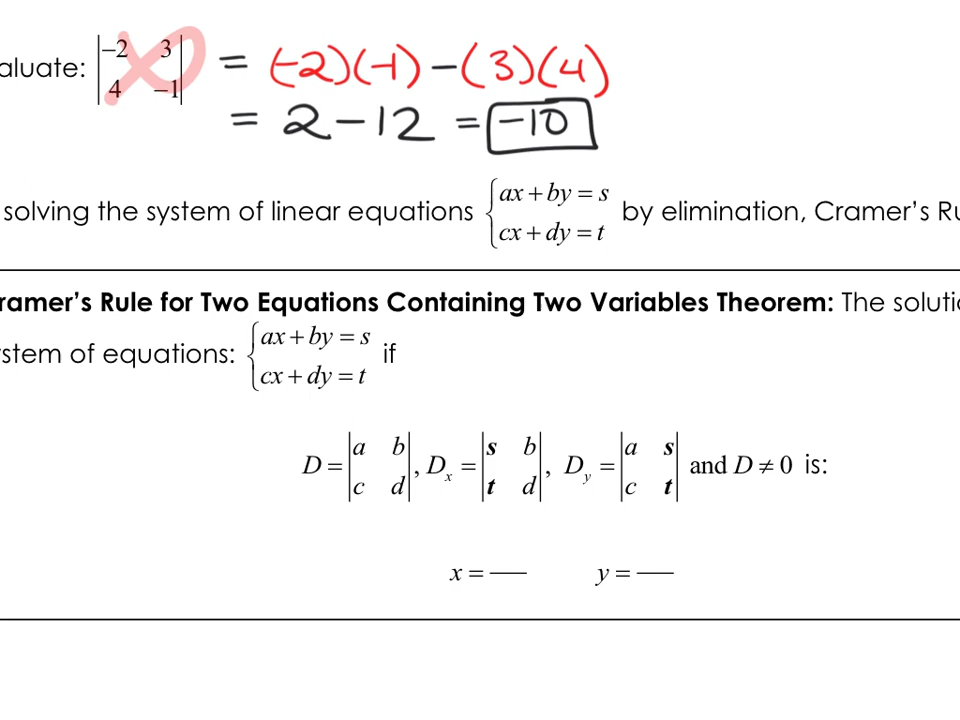 aluate: |−2 3| = (−2)(−1) − (3)(4)
|4 −1|
= 2 − 12 = −10
solving the system of linear equations {ax + by = s
cx + dy = t by elimination, Cramer's Ru
ramer's Rule for Two Equations Containing Two Variables Theorem: The solutio
ystem of equations: {ax + by = s
cx + dy = t if
D = |a b|, Dx = |s b|, Dy = |a s| and D ≠ 0 is:
|c d| |t d| |c t|
x = — y = —